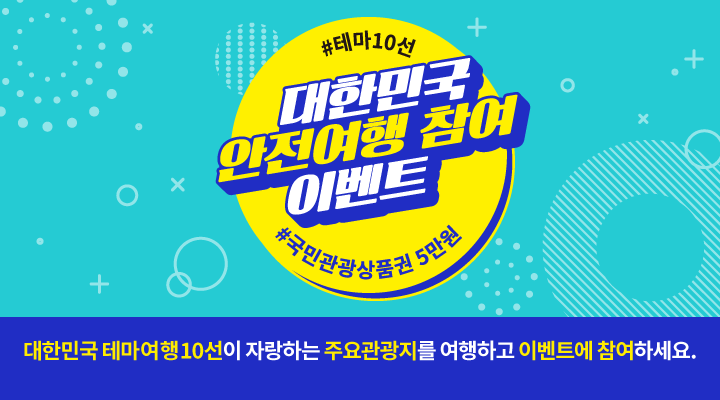 #테마10선
대한민국
안전여행 참여
이벤트
#국민관광상품권 5만원
대한민국 테마여행10선이 자랑하는 주요관광지를 여행하고 이벤트에 참여하세요.